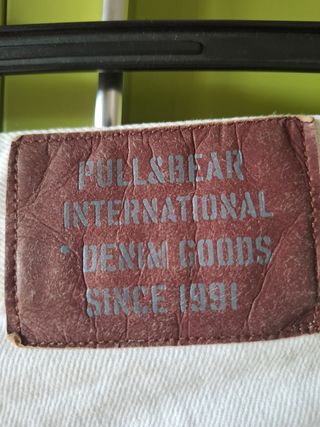 PULL&BEAR
INTERNATIONAL
* DENIM GOODS
SINCE 1991